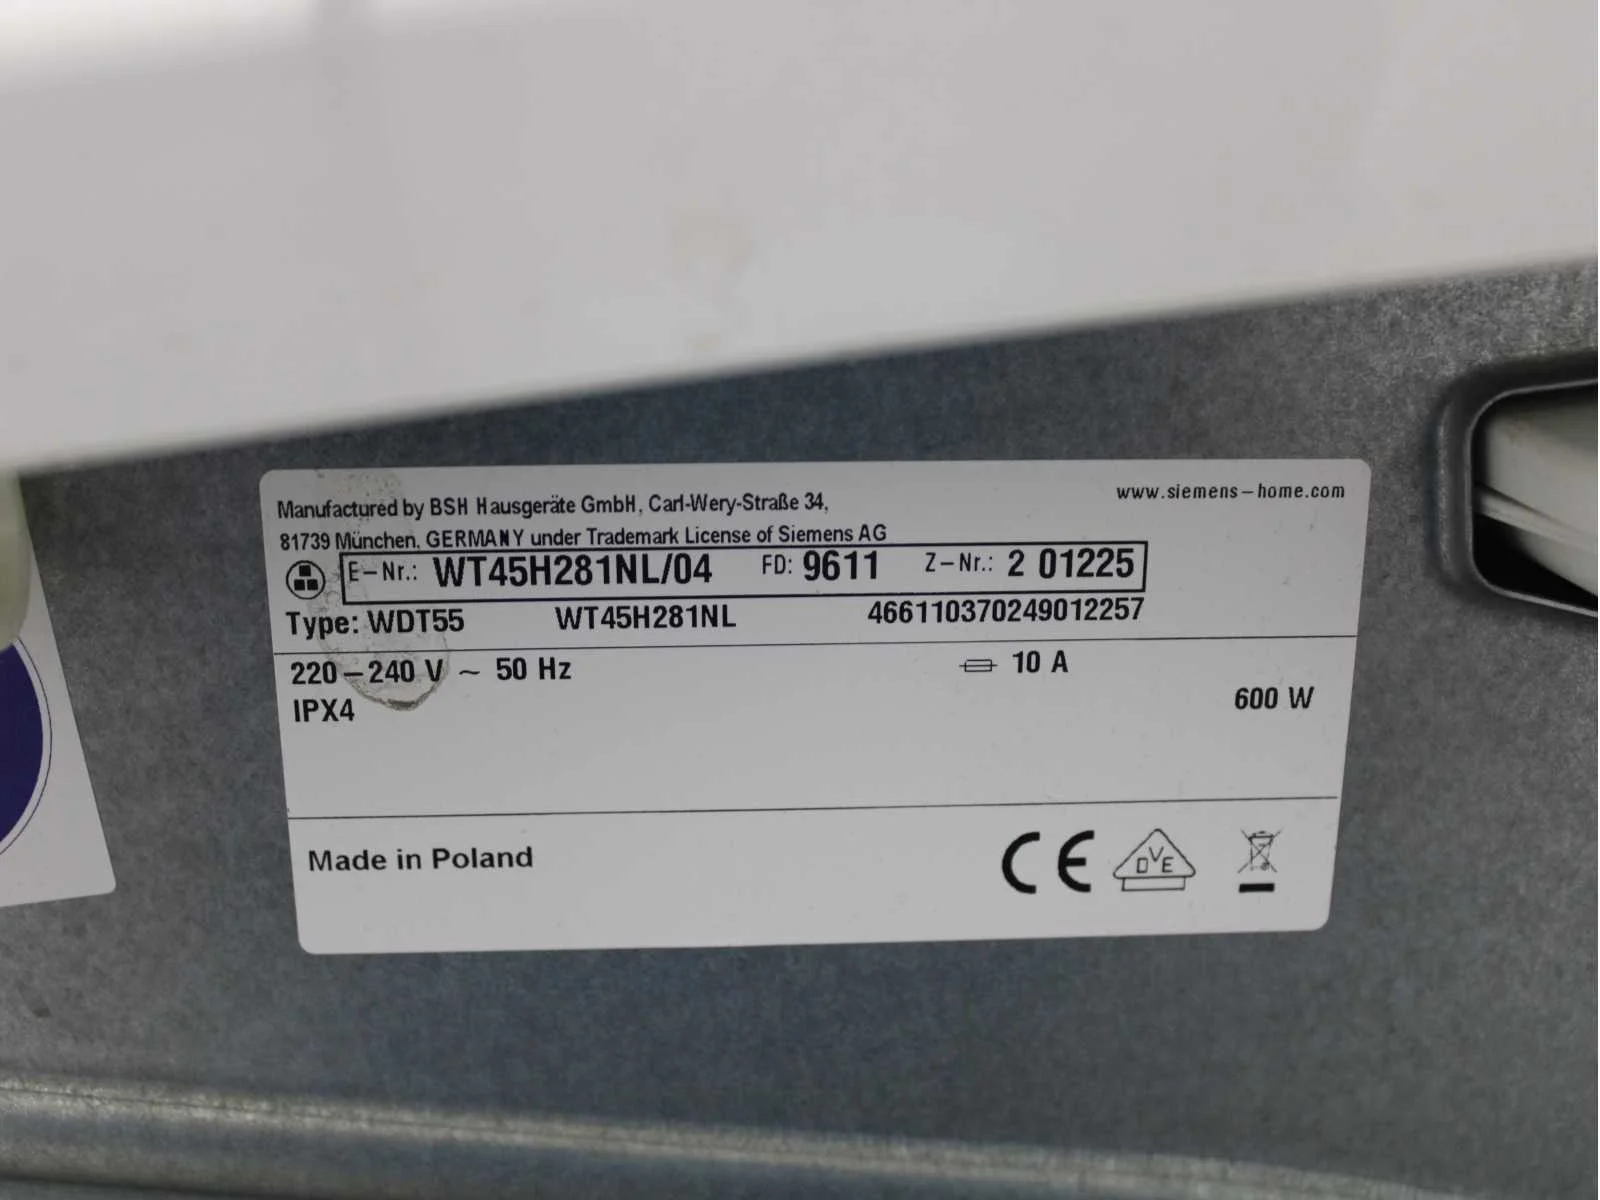 Manufactured by BSH Hausgeräte GmbH, Carl-Wery-Straße 34,
81739 München, GERMANY under Trademark License of Siemens AG
www.siemens-home.com
E-Nr.: WT45H281NL/04 FD: 9611 Z-Nr.: 2 01225
Type: WDT55 WT45H281NL 466110370249012257
220-240 V ~ 50 Hz 10 A
IPX4 600 W
Made in Poland CE DVE